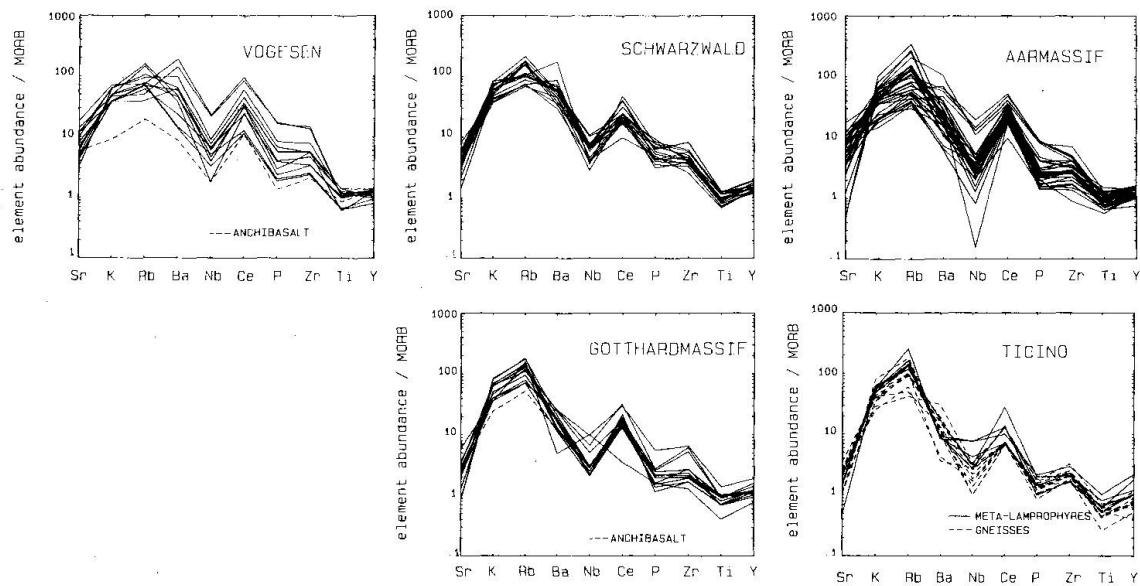 element abundance / MORB
1000
100
10
1
.1
VOGESEN
--- ANCHIBASALT
Sr K Rb Ba Nb Ce P Zr Ti Y
element abundance / MORB
1000
100
10
1
.1
SCHWARZWALD
Sr K Rb Ba Nb Ce P Zr Ti Y
element abundance / MORB
1000
100
10
1
.1
AARMASSIF
Sr K Rb Ba Nb Ce P Zr Ti Y
element abundance / MORB
1000
100
10
1
.1
GOTTHARDMASSIF
--- ANCHIBASALT
Sr K Rb Ba Nb Ce P Zr Ti Y
element abundance / MORB
1000
100
10
1
.1
TICINO
— META-LAMPROPHYRES
--- GNEISSES
Sr K Rb Ba Nb Ce P Zr Ti Y